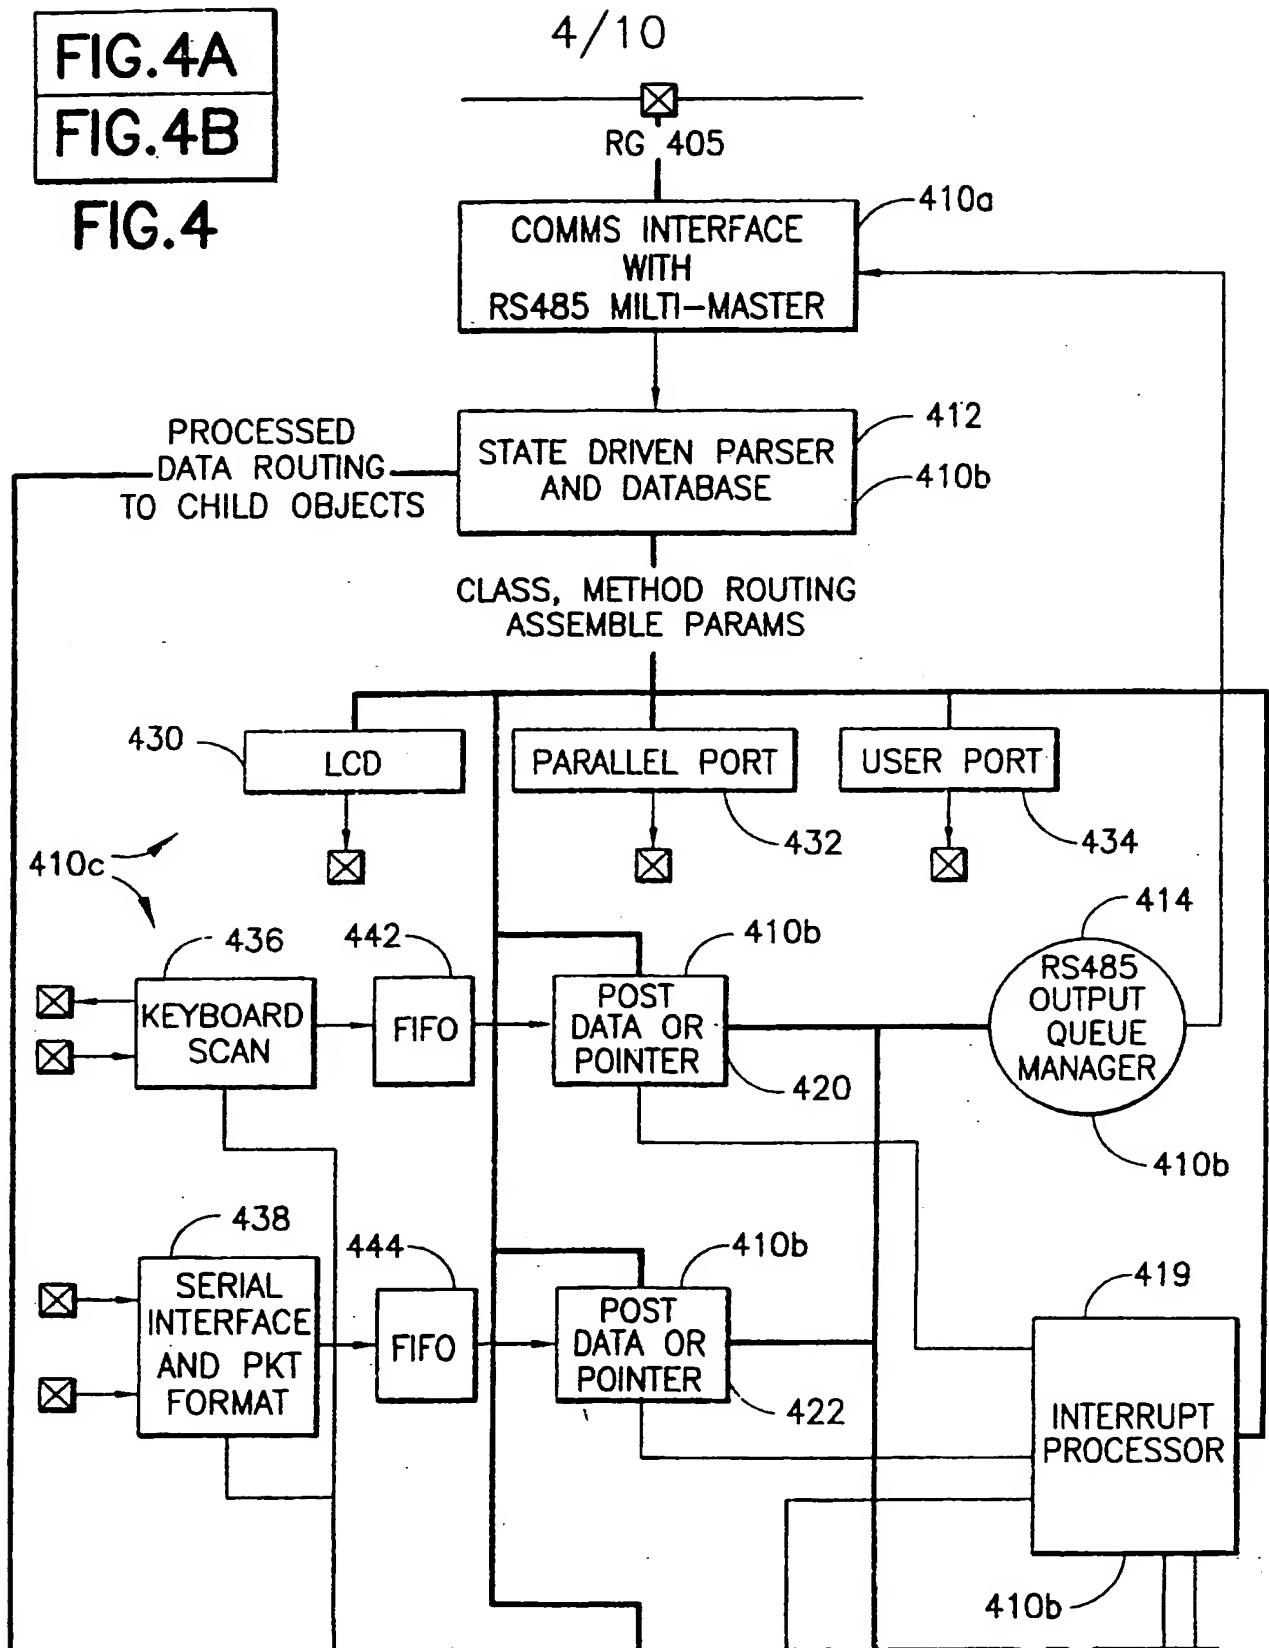 4/10
FIG.4A
FIG.4B
FIG.4
RG 405
410a
COMMS INTERFACE
WITH
RS485 MILTI-MASTER
PROCESSED
DATA ROUTING
TO CHILD OBJECTS
412
STATE DRIVEN PARSER
AND DATABASE
410b
CLASS, METHOD ROUTING
ASSEMBLE PARAMS
430
LCD
PARALLEL PORT
USER PORT
432
434
410c
414
436
442
410b
KEYBOARD
SCAN
FIFO
POST
DATA OR
POINTER
RS485
OUTPUT
QUEUE
MANAGER
420
410b
438
444
410b
419
SERIAL
INTERFACE
AND PKT
FORMAT
FIFO
POST
DATA OR
POINTER
422
INTERRUPT
PROCESSOR
410b